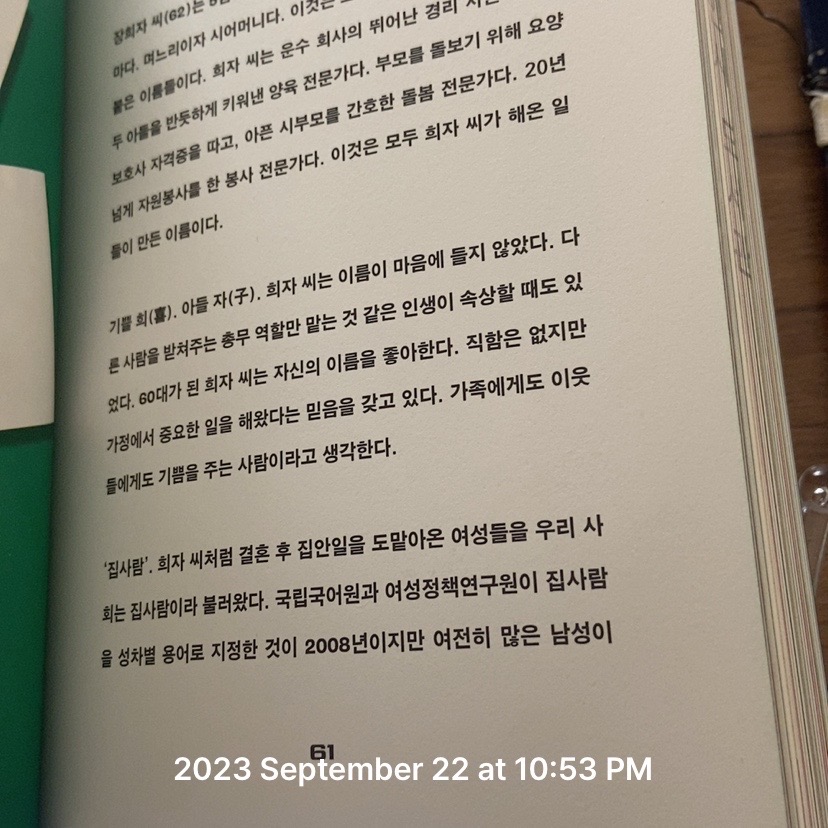 장희자 씨(62)는
마다. 며느리이자 시어머니다. 이것은
붙은 이름들이다. 희자 씨는 운수 회사의 뛰어난 경리
두 아들을 반듯하게 키워낸 양육 전문가다. 부모를 돌보기 위해 요양
보호사 자격증을 따고, 아픈 시부모를 간호한 돌봄 전문가다. 20년
넘게 자원봉사를 한 봉사 전문가다. 이것은 모두 희자 씨가 해온 일
들이 만든 이름이다.
기쁠 희(喜). 아들 자(子). 희자 씨는 이름이 마음에 들지 않았다. 다
른 사람을 받쳐주는 총무 역할만 맡는 것 같은 인생이 속상할 때도 있
었다. 60대가 된 희자 씨는 자신의 이름을 좋아한다. 직함은 없지만
가정에서 중요한 일을 해왔다는 믿음을 갖고 있다. 가족에게도 이웃
들에게도 기쁨을 주는 사람이라고 생각한다.
‘집사람’. 희자 씨처럼 결혼 후 집안일을 도맡아온 여성들을 우리 사
회는 집사람이라 불러왔다. 국립국어원과 여성정책연구원이 집사람
을 성차별 용어로 지정한 것이 2008년이지만 여전히 많은 남성이
61
2023 September 22 at 10:53 PM